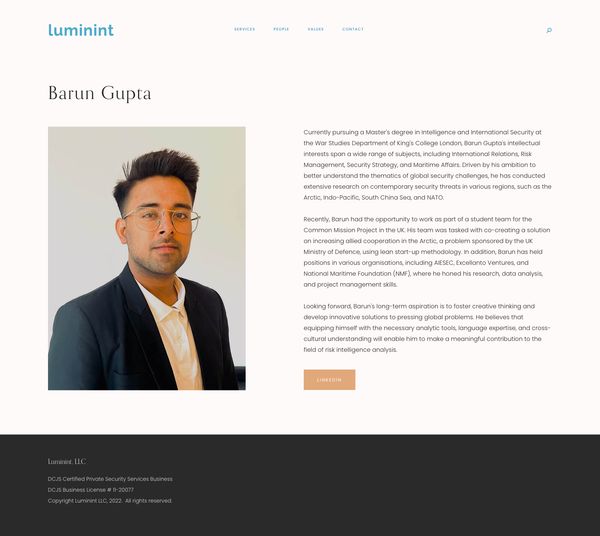 luminint
SERVICES PEOPLE VALUES CONTACT
Barun Gupta
Currently pursuing a Master's degree in Intelligence and International Security at
the War Studies Department of King's College London, Barun Gupta's intellectual
interests span a wide range of subjects, including International Relations, Risk
Management, Security Strategy, and Maritime Affairs. Driven by his ambition to
better understand the thematics of global security challenges, he has conducted
extensive research on contemporary security threats in various regions, such as the
Arctic, Indo-Pacific, South China Sea, and NATO.
Recently, Barun had the opportunity to work as part of a student team for the
Common Mission Project in the UK. His team was tasked with co-creating a solution
on increasing allied cooperation in the Arctic, a problem sponsored by the UK
Ministry of Defence, using lean start-up methodology. In addition, Barun has held
positions in various organisations, including AIESEC, Excellanto Ventures, and
National Maritime Foundation (NMF), where he honed his research, data analysis,
and project management skills.
Looking forward, Barun's long-term aspiration is to foster creative thinking and
develop innovative solutions to pressing global problems. He believes that
equipping himself with the necessary analytic tools, language expertise, and cross-
cultural understanding will enable him to make a meaningful contribution to the
field of risk intelligence analysis.
LINKEDIN
Luminint, LLC
DCJS Certified Private Security Services Business
DCJS Business License # 11-20077
Copyright Luminint LLC, 2022. All rights reserved.